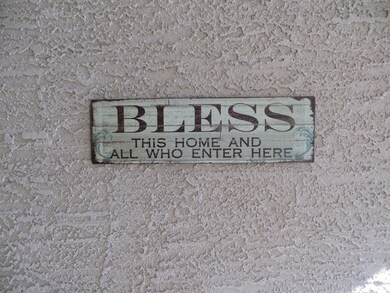 BLESS
THIS HOME AND
ALL WHO ENTER HERE